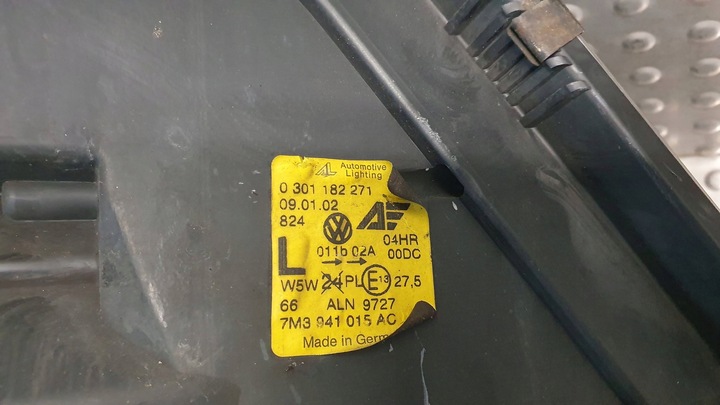 AL Automotive
Lighting
0 301 182 271
09.01.02
824
04HR
L 011b 02A 00DC
W5W 24 PL E13 27,5
66 ALN 9727
7M3 941 015 AC
Made in Germ